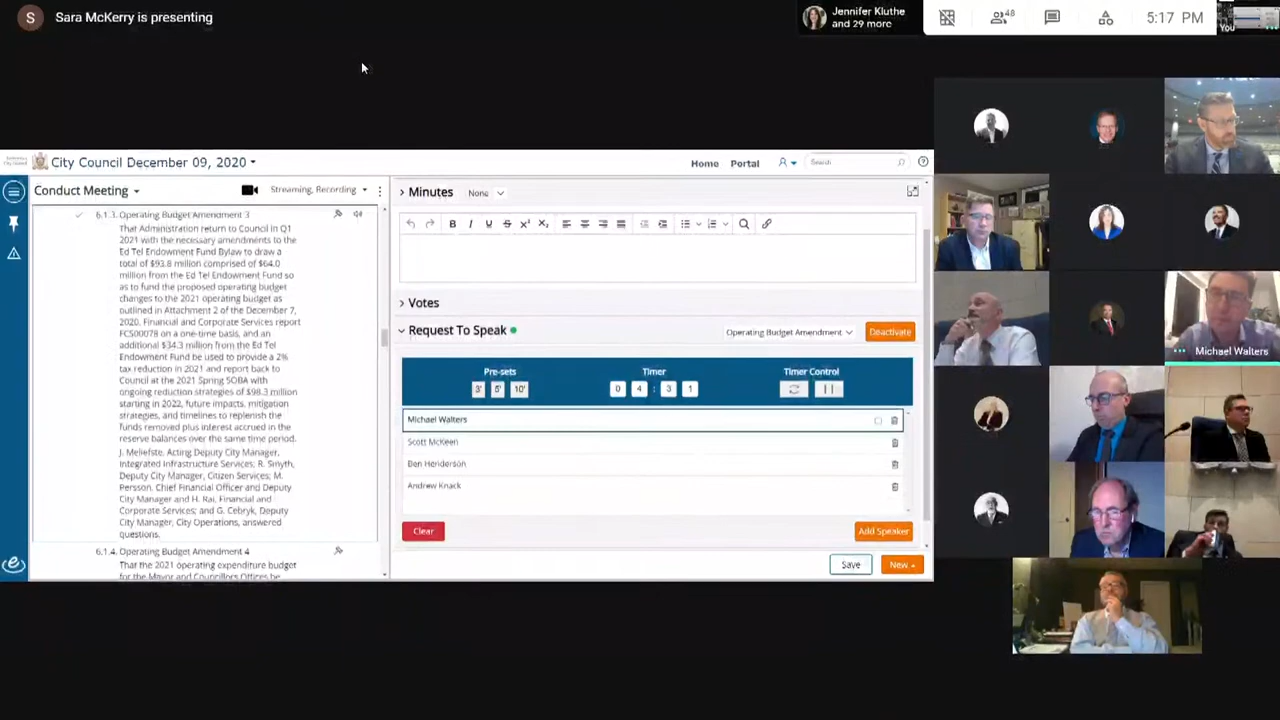 S
Sara McKerry is presenting
Jennifer Kluthe
and 29 more
48
5:17 PM
You
City Council December 09, 2020
Home
Portal
Search
Conduct Meeting
Streaming, Recording
6.1.3. Operating Budget Amendment 3
That Administration return to Council in Q1
2021 with the necessary amendments to the
Ed Tel Endowment Fund Bylaw to draw a
total of $93.8 million comprised of $64.0
million from the Ed Tel Endowment Fund so
as to fund the proposed operating budget
changes to the 2021 operating budget as
outlined in Attachment 2 of the December 7,
2020, Financial and Corporate Services report
FCS00078 on a one-time basis, and an
additional $34.3 million from the Ed Tel
Endowment Fund be used to provide a 2%
tax reduction in 2021 and report back to
Council at the 2021 Spring SOBA with
ongoing reduction strategies of $98.3 million
starting in 2022, future impacts, mitigation
strategies, and timelines to replenish the
funds removed plus interest accrued in the
reserve balances over the same time period.
J. Meliefste, Acting Deputy City Manager,
Integrated Infrastructure Services; R. Smyth,
Deputy City Manager, Citizen Services; M.
Persson, Chief Financial Officer and Deputy
City Manager and H. Rai, Financial and
Corporate Services; and G. Cebryk, Deputy
City Manager, City Operations, answered
questions.
6.1.4. Operating Budget Amendment 4
That the 2021 operating expenditure budget
for the Mayor and Councillors Offices be
Minutes
None
B I U S X² X₂
Votes
Request To Speak
Operating Budget Amendment
Deactivate
Pre-sets
Timer
Timer Control
3' 5' 10'
0 4 : 3 1
Michael Walters
Scott McKeen
Ben Henderson
Andrew Knack
Clear
Add Speaker
Save
New
Michael Walters